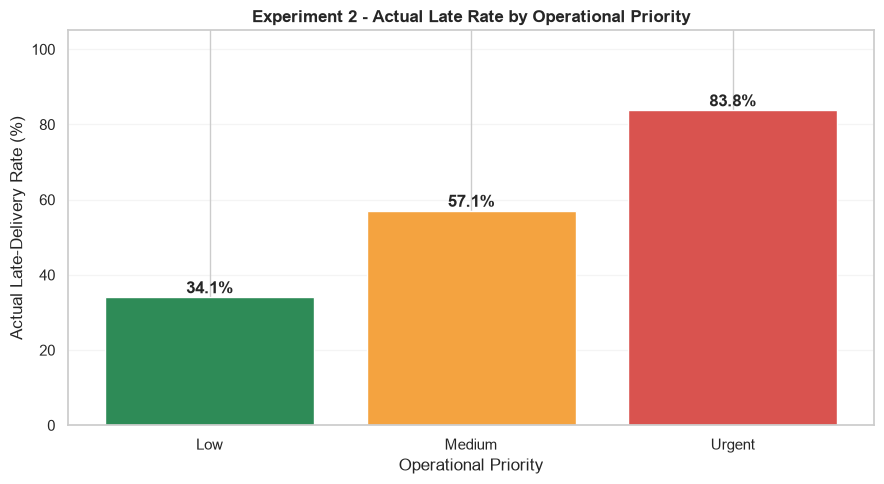 Experiment 2 - Actual Late Rate by Operational Priority
Actual Late-Delivery Rate (%)
100
80
60
40
20
0
34.1%
57.1%
83.8%
Low
Medium
Urgent
Operational Priority